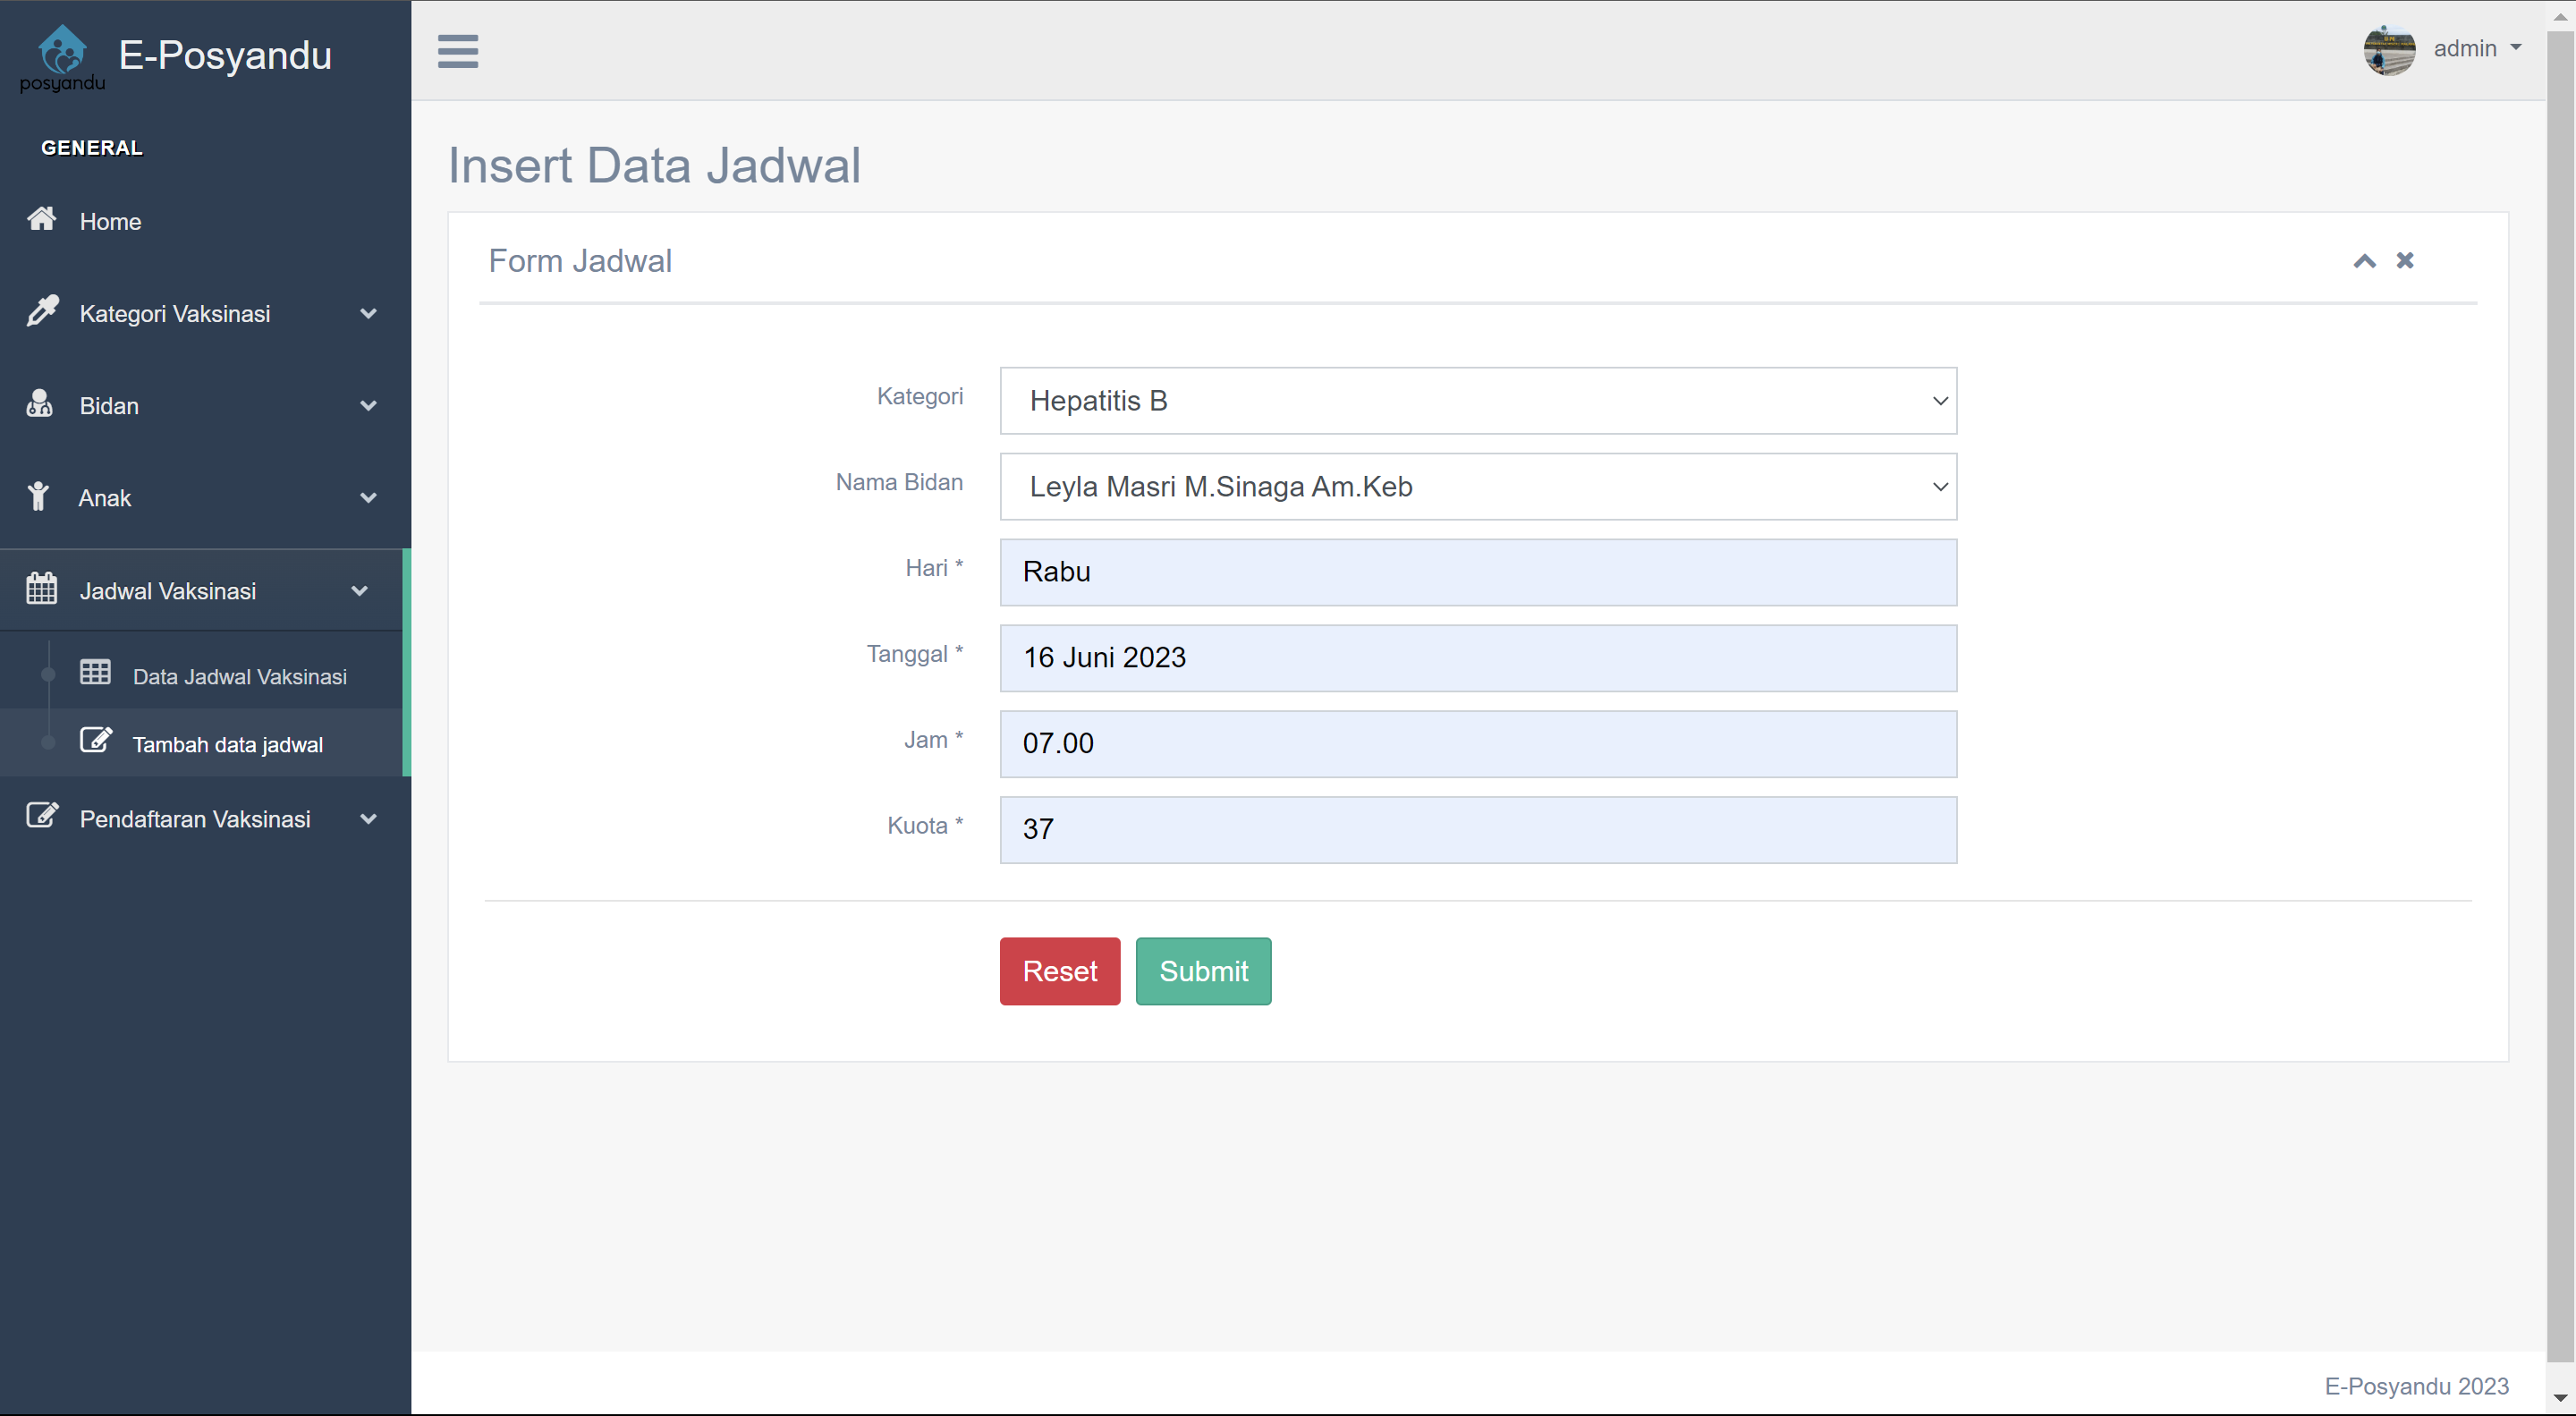 posyandu
E-Posyandu
admin
GENERAL
Home
Kategori Vaksinasi
Bidan
Anak
Jadwal Vaksinasi
Data Jadwal Vaksinasi
Tambah data jadwal
Pendaftaran Vaksinasi
Insert Data Jadwal
Form Jadwal
Kategori Hepatitis B
Nama Bidan Leyla Masri M.Sinaga Am.Keb
Hari * Rabu
Tanggal * 16 Juni 2023
Jam * 07.00
Kuota * 37
Reset Submit
E-Posyandu 2023